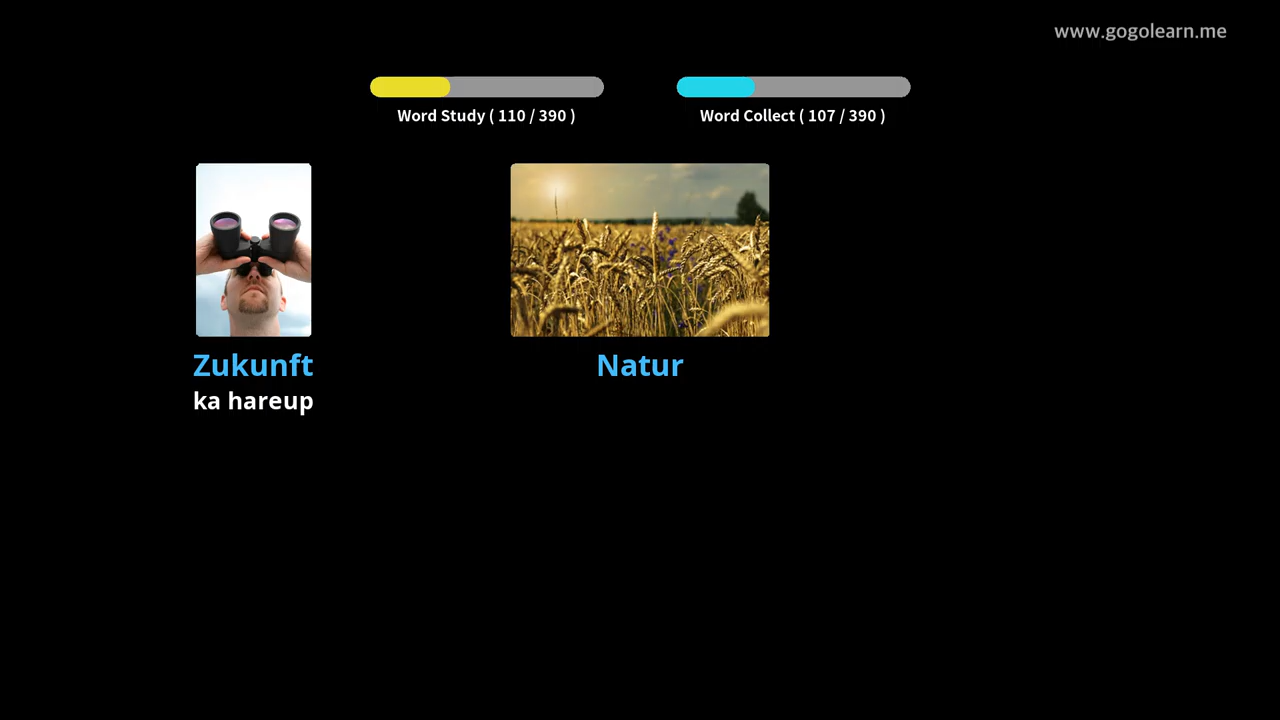 www.gogolearn.me
Word Study ( 110 / 390 )
Word Collect ( 107 / 390 )
Zukunft
Natur
ka hareup